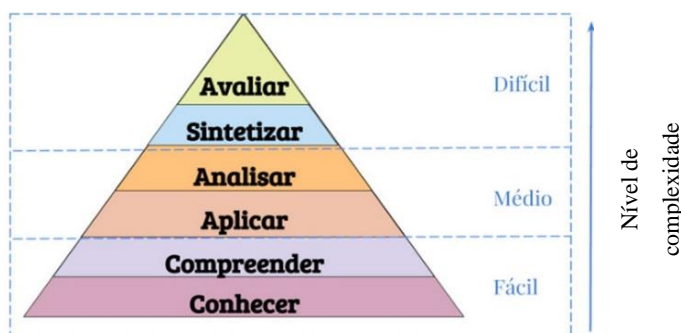 Avaliar
Difícil
Sintetizar
Analisar
Médio
Aplicar
Compreender
Fácil
Conhecer
Nível de
complexidade